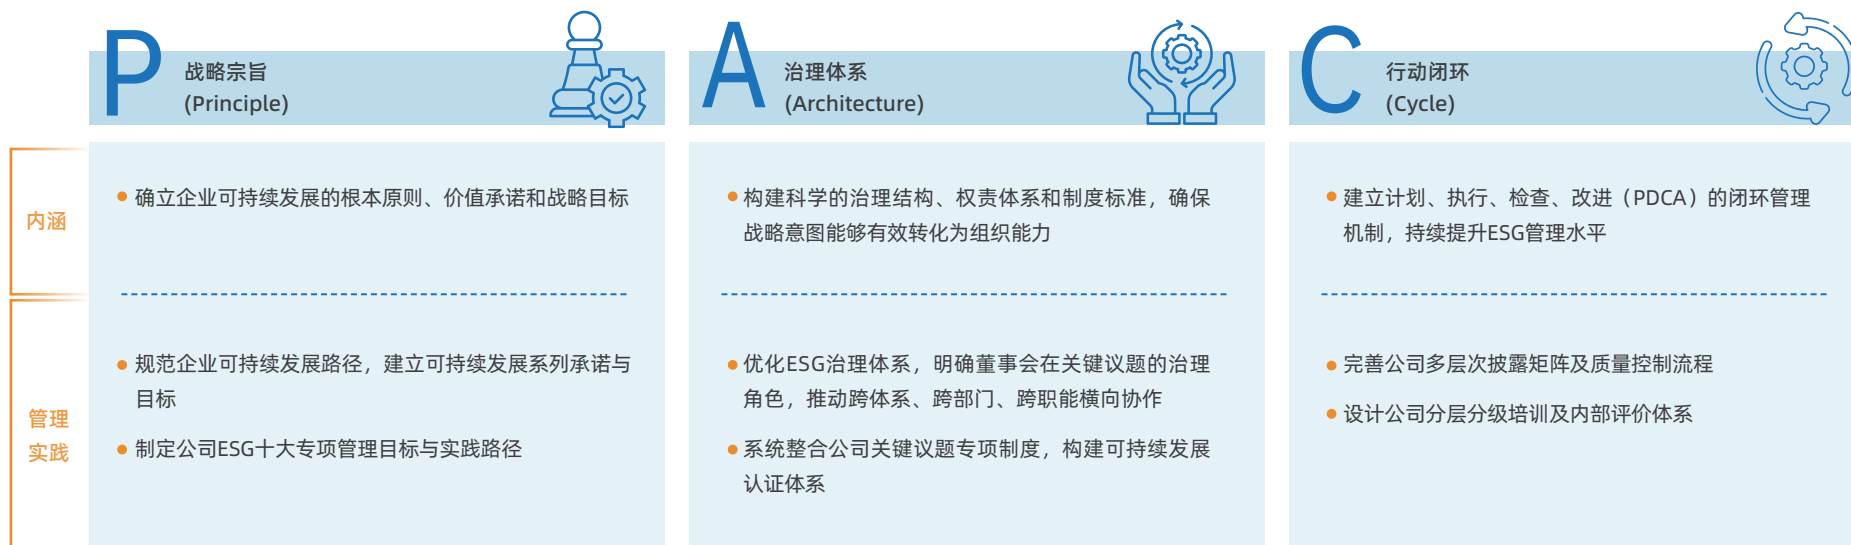 P
战略宗旨
(Principle)
A
治理体系
(Architecture)
C
行动闭环
(Cycle)
内涵
确立企业可持续发展的根本原则、价值承诺和战略目标
构建科学的治理结构、权责体系和制度标准，确保
战略意图能够有效转化为组织能力
建立计划、执行、检查、改进（PDCA）的闭环管理
机制，持续提升ESG管理水平
管理
实践
规范企业可持续发展路径，建立可持续发展系列承诺与
目标
制定公司ESG十大专项管理目标与实践路径
优化ESG治理体系，明确董事会在关键议题的治理
角色，推动跨体系、跨部门、跨职能横向协作
系统整合公司关键议题专项制度，构建可持续发展
认证体系
完善公司多层次披露矩阵及质量控制流程
设计公司分层分级培训及内部评价体系